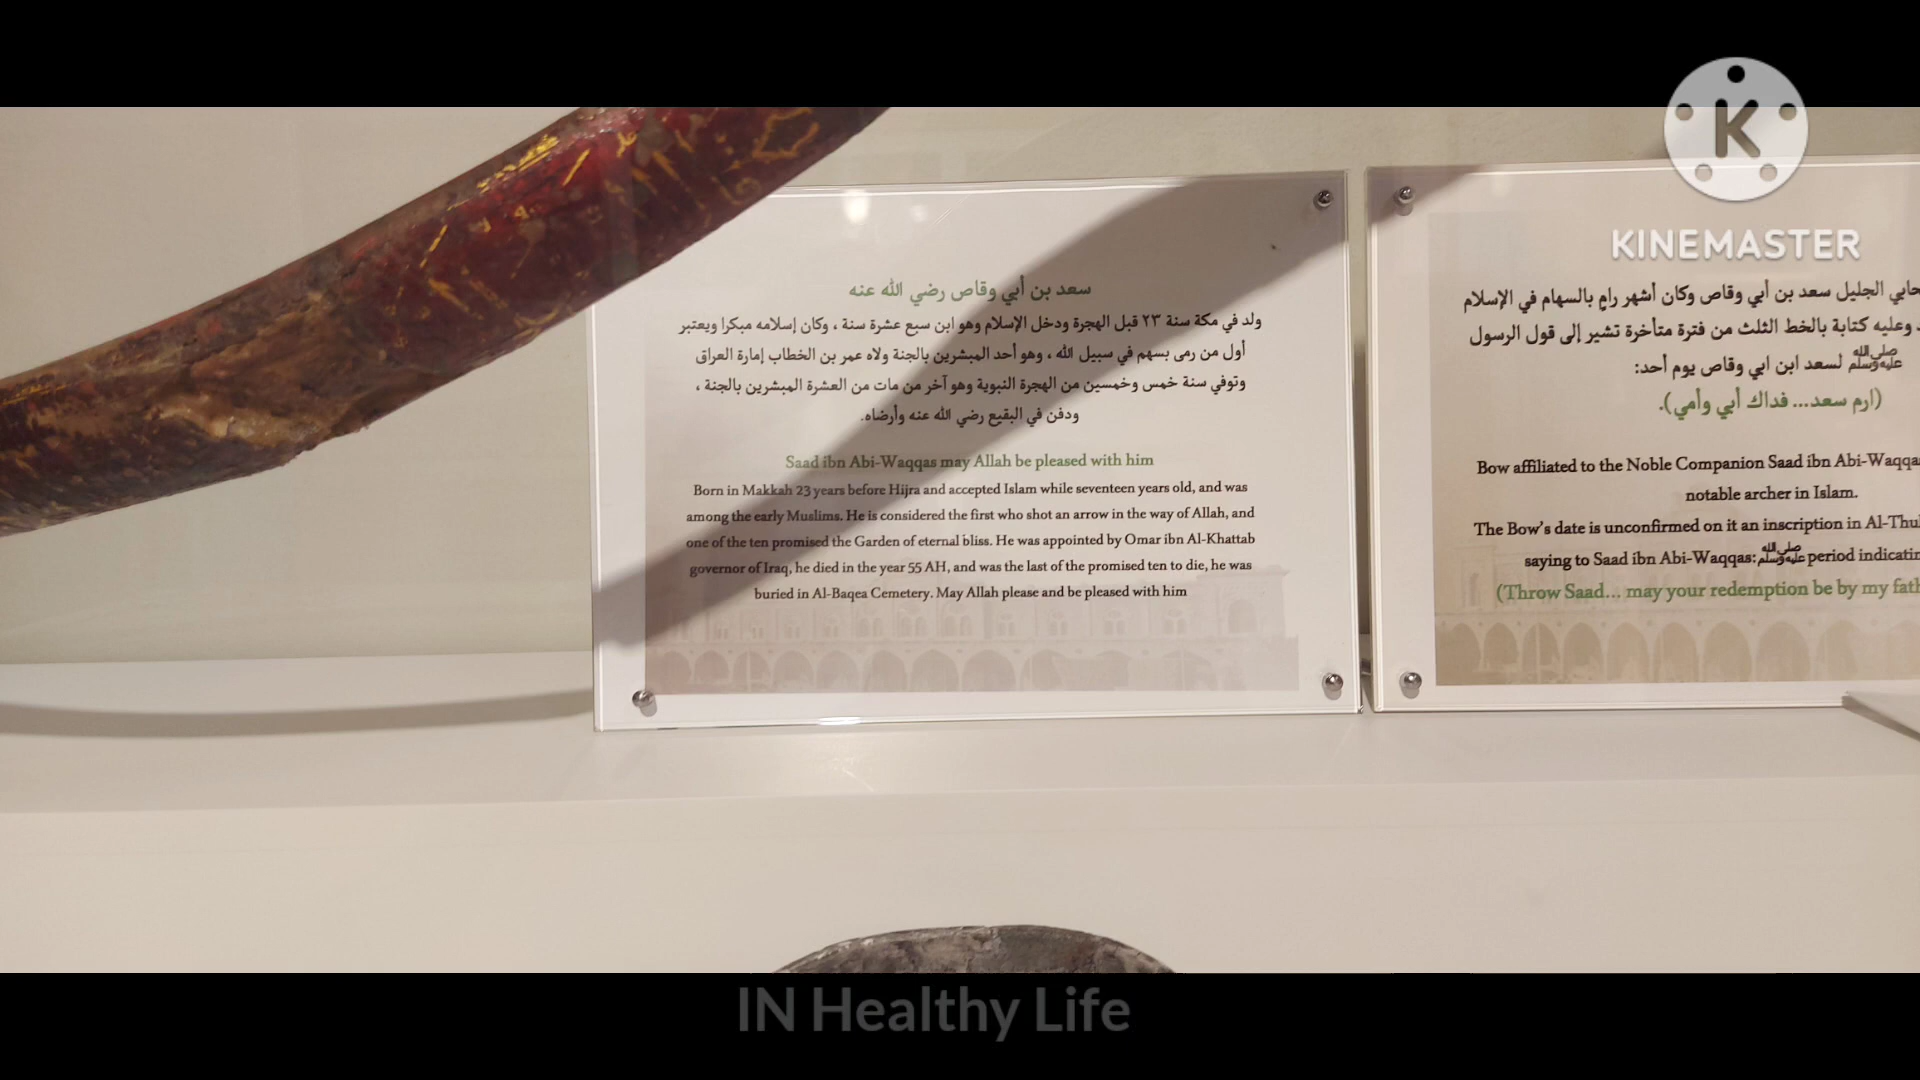 سعد بن أبي وقاص رضي الله عنه
ولد في مكة سنة ٢٣ قبل الهجرة ودخل الإسلام وهو ابن سبع عشرة سنة ، وكان إسلامه مبكرا ويعتبر
أول من رمى بسهم في سبيل الله ، وهو أحد المبشرين بالجنة ولاه عمر بن الخطاب إمارة العراق
وتوفي سنة خمس وخمسين من الهجرة النبوية وهو آخر من مات من العشرة المبشرين بالجنة ،
ودفن في البقيع رضي الله عنه وأرضاه.
Saad ibn Abi-Waqqas may Allah be pleased with him
Born in Makkah 23 years before Hijra and accepted Islam while seventeen years old, and was
among the early Muslims. He is considered the first who shot an arrow in the way of Allah, and
one of the ten promised the Garden of eternal bliss. He was appointed by Omar ibn Al-Khattab
governor of Iraq, he died in the year 55 AH, and was the last of the promised ten to die, he was
buried in Al-Baqea Cemetery. May Allah please and be pleased with him
K
KINEMASTER
الجليل سعد بن أبي وقاص وكان أشهر رامٍ بالسهام في الإسلام
وعليه كتابة بالخط الثلث من فترة متأخرة تشير إلى قول الرسول
ﷺ لسعد ابن ابي وقاص يوم أحد:
(ارم سعد... فداك أبي وأمي).
Bow affiliated to the Noble Companion Saad ibn Abi-Waqqa
notable archer in Islam.
The Bow's date is unconfirmed on it an inscription in Al-Thul
saying to Saad ibn Abi-Waqqas: ﷺ period indicatin
(Throw Saad... may your redemption be by my fath
IN Healthy Life